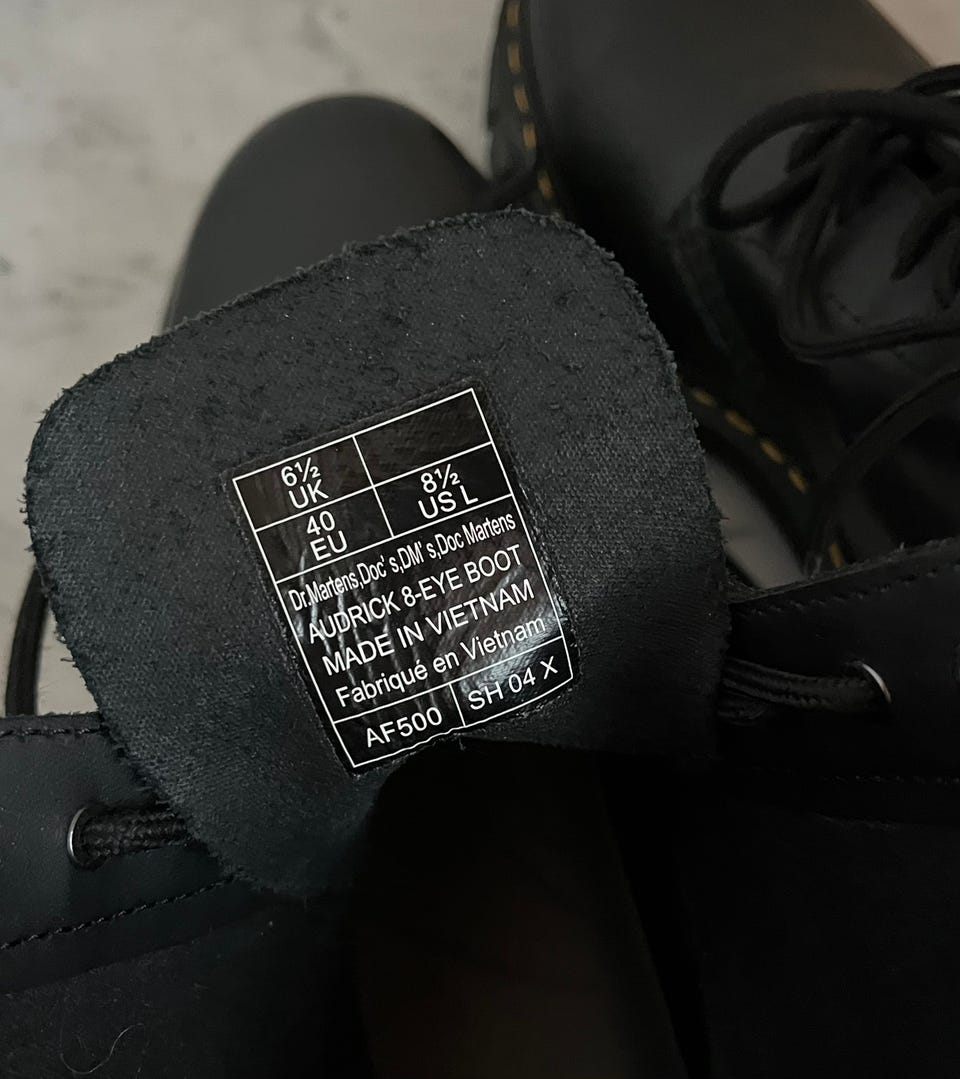 6½
UK
8½
US L
40
EU
Dr.Martens,Doc's,DM's,Doc Martens
AUDRICK 8-EYE BOOT
MADE IN VIETNAM
Fabriqué en Vietnam
AF500
SH 04 X